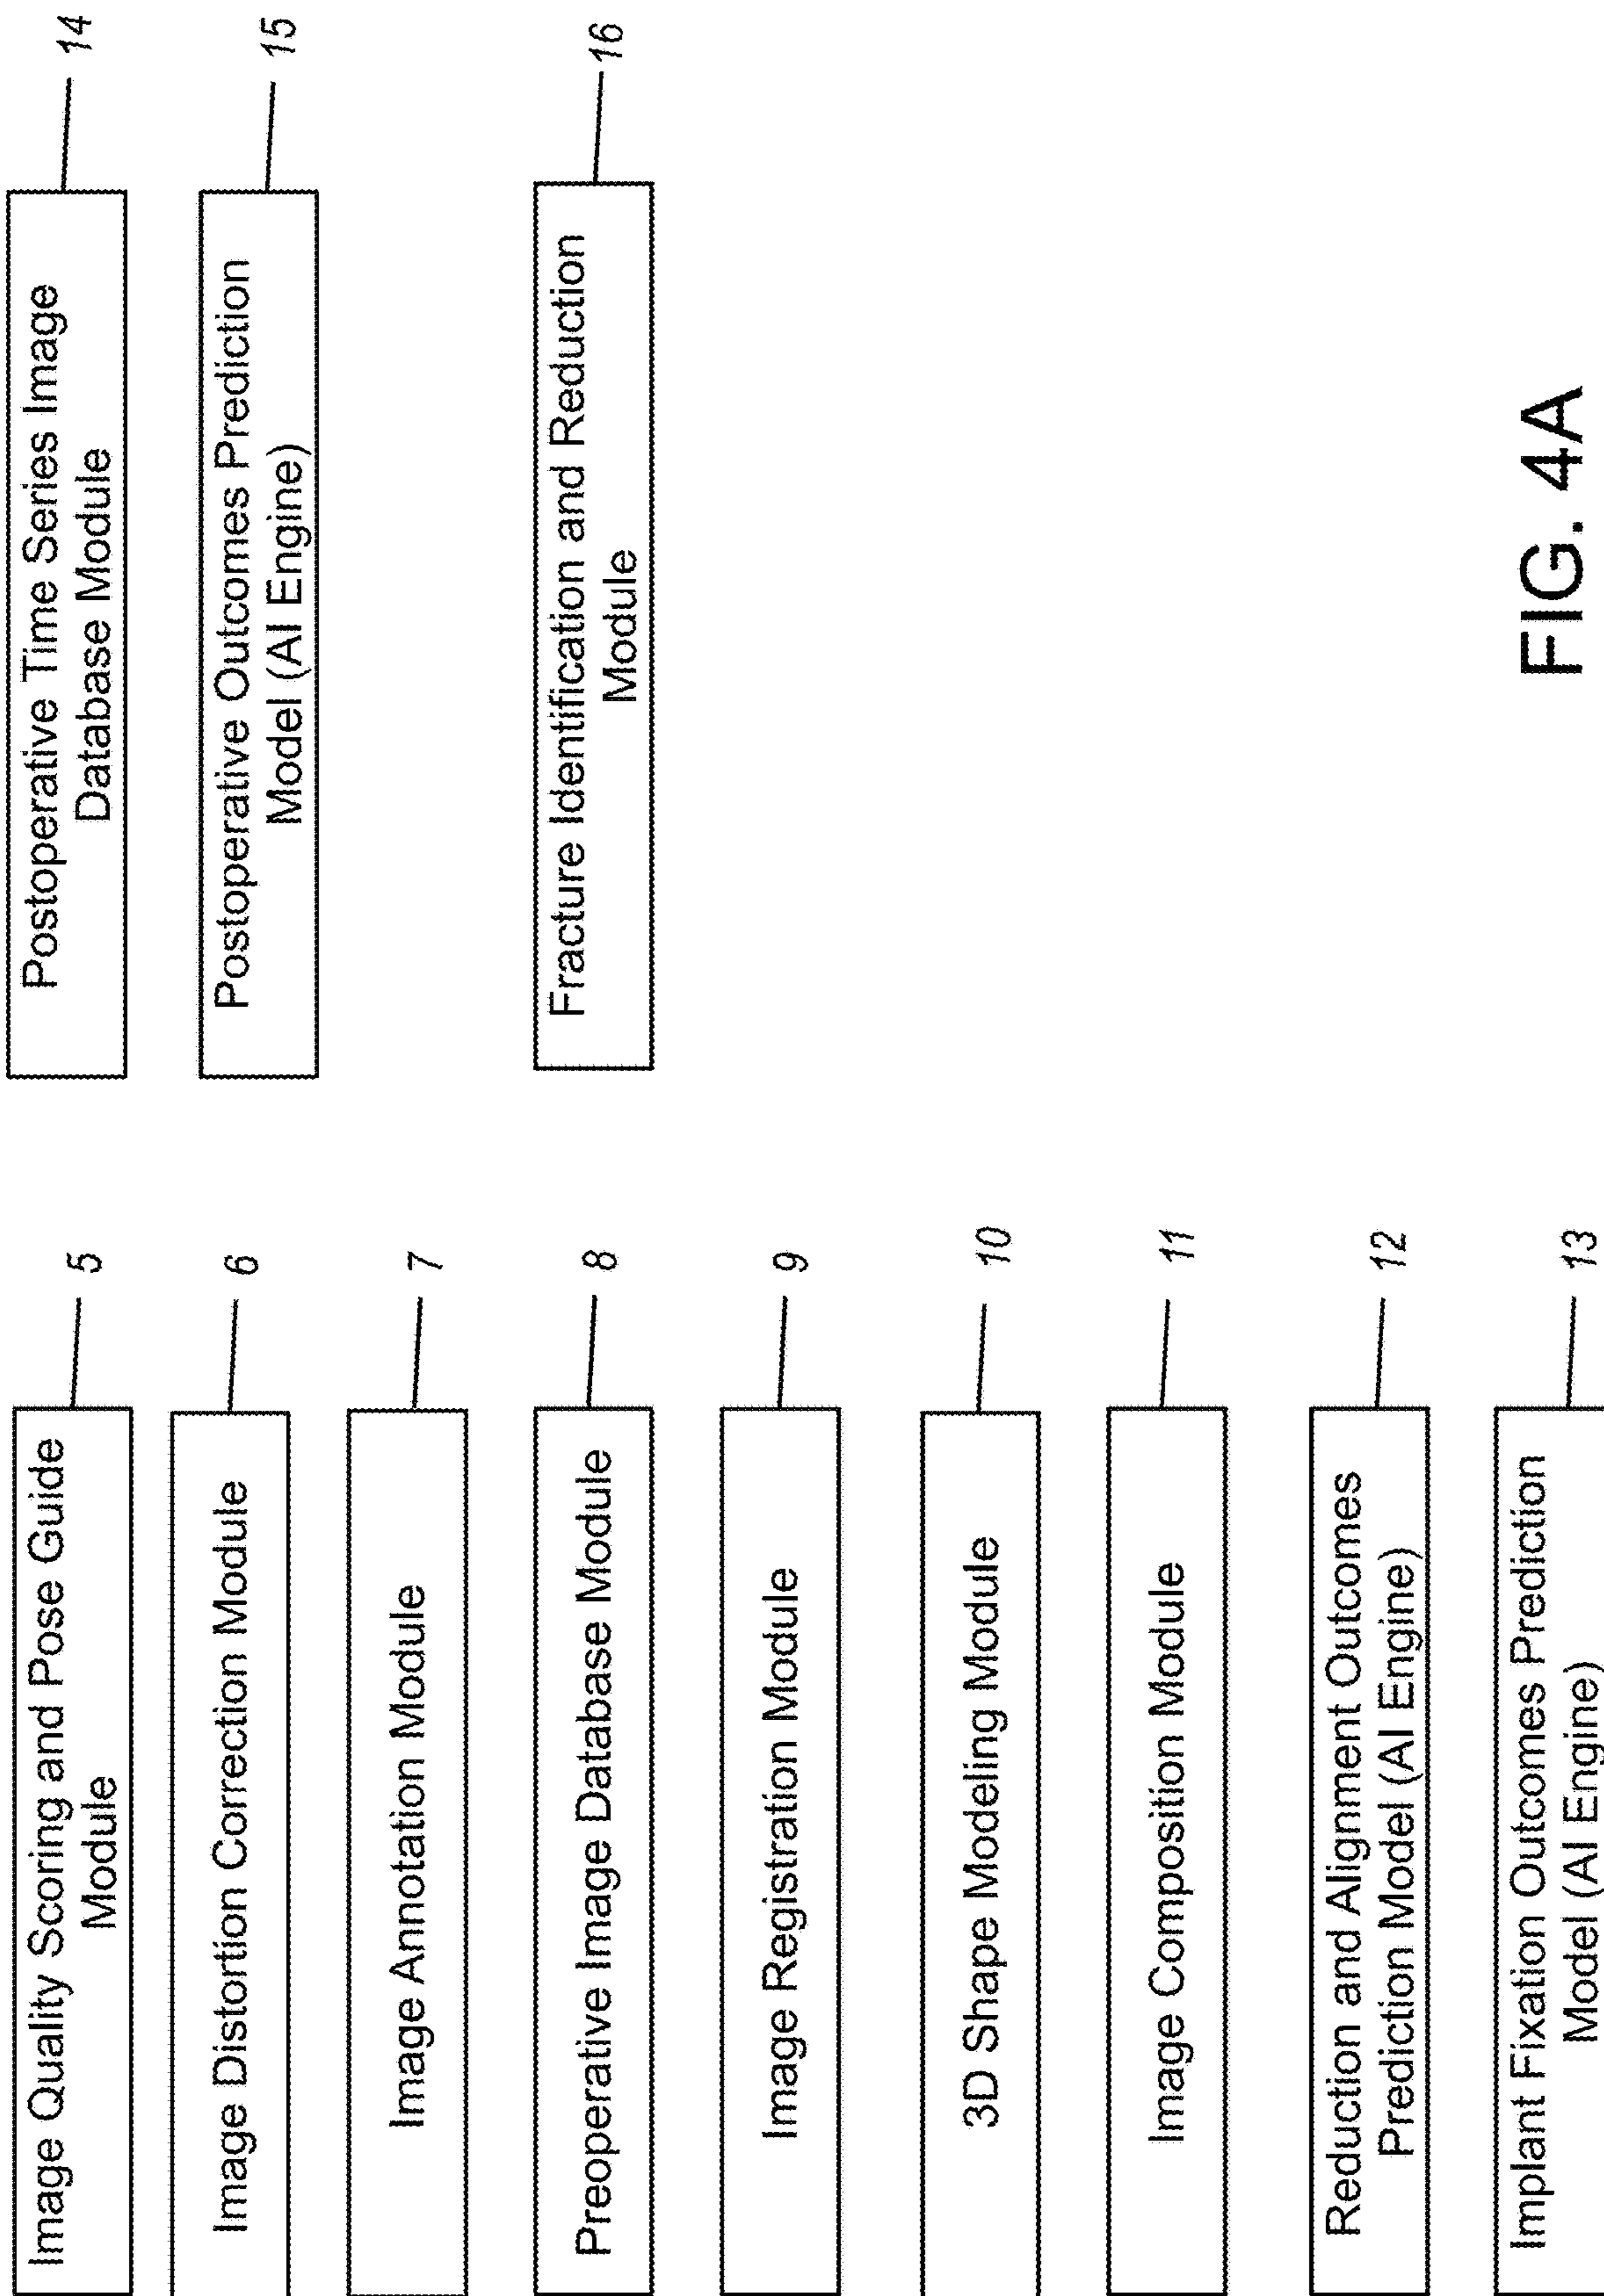 Image Quality Scoring and Pose Guide
Module
5
Image Distortion Correction Module
6
Image Annotation Module
7
Preoperative Image Database Module
8
Image Registration Module
9
3D Shape Modeling Module
10
Image Composition Module
11
Reduction and Alignment Outcomes
Prediction Model (AI Engine)
12
Implant Fixation Outcomes Prediction
Model (AI Engine)
13
Postoperative Time Series Image
Database Module
14
Postoperative Outcomes Prediction
Model (AI Engine)
15
Fracture Identification and Reduction
Module
16
FIG. 4A